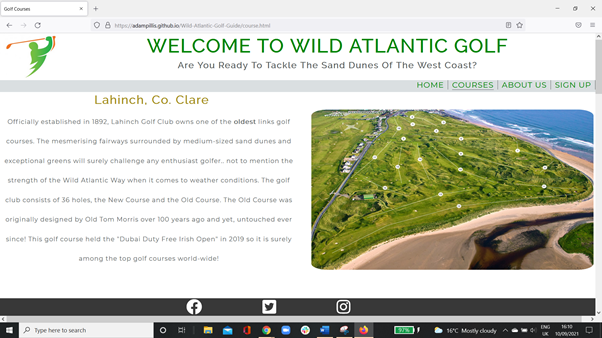 Golf Courses
https://adampillis.github.io/Wild-Atlantic-Golf-Guide/course.html
WELCOME TO WILD ATLANTIC GOLF
Are You Ready To Tackle The Sand Dunes Of The West Coast?
HOME COURSES ABOUT US SIGN UP
Lahinch, Co. Clare
Officially established in 1892, Lahinch Golf Club owns one of the oldest links golf
courses. The mesmerising fairways surrounded by medium-sized sand dunes and
exceptional greens will surely challenge any enthusiast golfer.. not to mention the
strength of the Wild Atlantic Way when it comes to weather conditions. The golf
club consists of 36 holes, the New Course and the Old Course. The Old Course was
originally designed by Old Tom Morris over 100 years ago and yet, untouched ever
since! This golf course held the "Dubai Duty Free Irish Open" in 2019 so it is surely
among the top golf courses world-wide!
Type here to search
97%
16°C Mostly cloudy
ENG
UK
16:10
10/09/2021